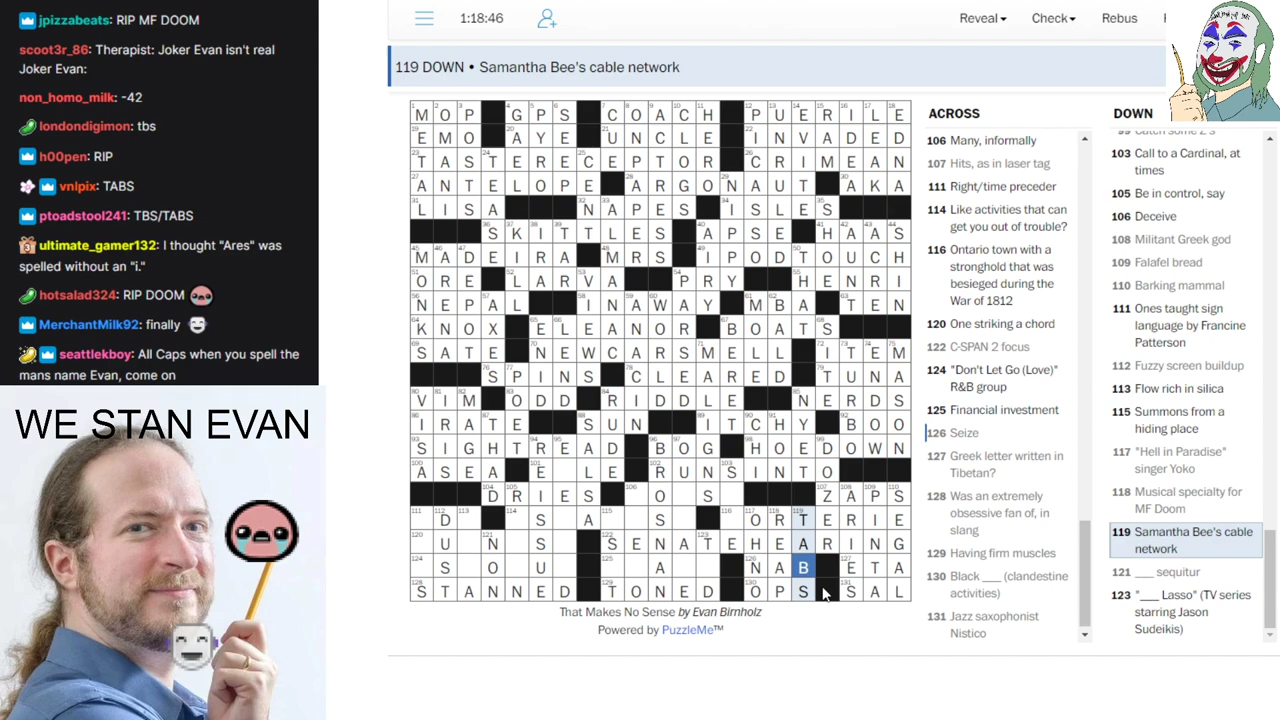 jpizzabeats: RIP MF DOOM
scoot3r_86: Therapist: Joker Evan isn't real
Joker Evan:
non_homo_milk: -42
londondigimon: tbs
h00pen: RIP
vnlpix: TABS
ptoadstool241: TBS/TABS
ultimate_gamer132: I thought "Ares" was
spelled without an "i."
hotsalad324: RIP DOOM
MerchantMilk92: finally
seattlekboy: All Caps when you spell the
mans name Evan, come on
WE STAN EVAN
1:18:46
Reveal
Check
Rebus
119 DOWN • Samantha Bee's cable network
M O P G P S C O A C H P U E R I L E
E M O A Y E U N C L E I N V A D E D
T A S T E R E C E P T O R C R I M E A N
A N T E L O P E A R G O N A U T A K A
L I S A N A P E S I S L E S
S K I T T L E S A P S E H A A S
M A D E I R A M R S I P O D T O U C H
O R E L A R V A P R Y H E N R I
N E P A L I N A W A Y M B A T E N
K N O X E L E A N O R B O A T S
S A T E N E W C A R S M E L L I T E M
S P I N S C L E A R E D T U N A
V I M O D D R I D D L E N E R D S
I R A T E S U N I T C H Y B O O
S I G H T R E A D B O G H O E D O W N
A S E A E L E R U N S I N T O
D R I E S O S Z A P S
D S A S O R T E R I E
U N S S E N A T E H E A R I N G
S O U A N A B E T A
S T A N N E D T O N E D O P S S A L
That Makes No Sense by Evan Birnholz
Powered by PuzzleMe™
ACROSS
106 Many, informally
107 Hits, as in laser tag
111 Right/time preceder
114 Like activities that can
get you out of trouble?
116 Ontario town with a
stronghold that was
besieged during the
War of 1812
120 One striking a chord
122 C-SPAN 2 focus
124 "Don't Let Go (Love)"
R&B group
125 Financial investment
126 Seize
127 Greek letter written in
Tibetan?
128 Was an extremely
obsessive fan of, in
slang
129 Having firm muscles
130 Black ___ (clandestine
activities)
131 Jazz saxophonist
Nistico
DOWN
99 Catch some Z's
103 Call to a Cardinal, at
times
105 Be in control, say
106 Deceive
108 Militant Greek god
109 Falafel bread
110 Barking mammal
111 Ones taught sign
language by Francine
Patterson
112 Fuzzy screen buildup
113 Flow rich in silica
115 Summons from a
hiding place
117 "Hell in Paradise"
singer Yoko
118 Musical specialty for
MF Doom
119 Samantha Bee's cable
network
121 ___ sequitur
123 "___ Lasso" (TV series
starring Jason
Sudeikis)